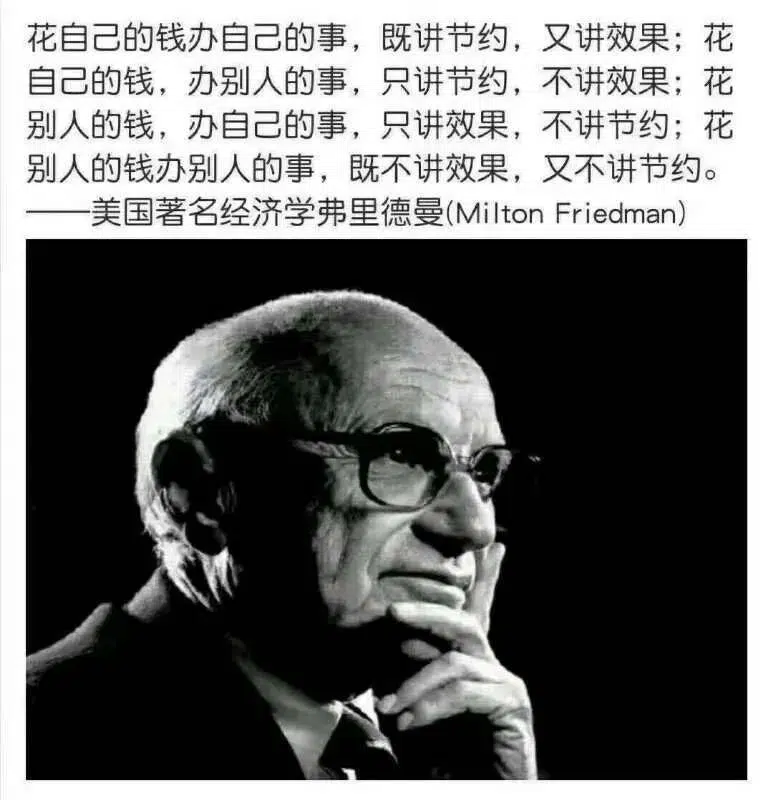 花自己的钱办自己的事，既讲节约，又讲效果；花
自己的钱，办别人的事，只讲节约，不讲效果；花
别人的钱，办自己的事，只讲效果，不讲节约；花
别人的钱办别人的事，既不讲效果，又不讲节约。
——美国著名经济学弗里德曼(Milton Friedman)